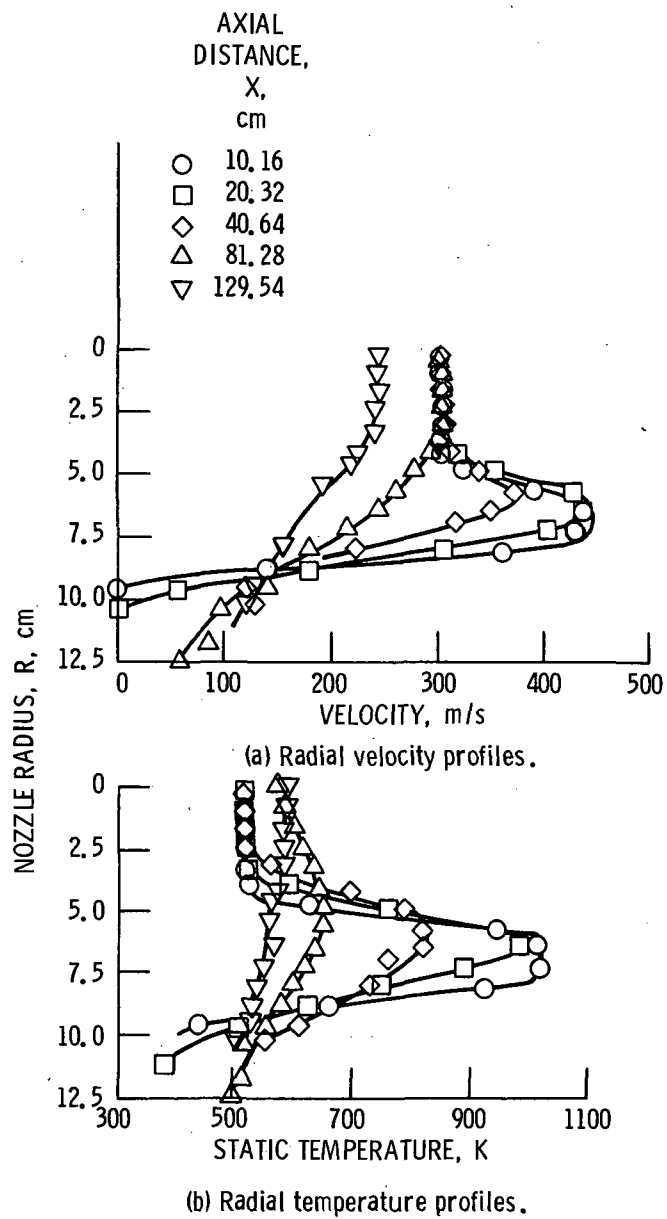 AXIAL
DISTANCE,
X,
cm
10.16
20.32
40.64
81.28
129.54
NOZZLE RADIUS, R, cm
0
2.5
5.0
7.5
10.0
12.5
0 100 200 300 400 500
VELOCITY, m/s
(a) Radial velocity profiles.
0
2.5
5.0
7.5
10.0
12.5
300 500 700 900 1100
STATIC TEMPERATURE, K
(b) Radial temperature profiles.